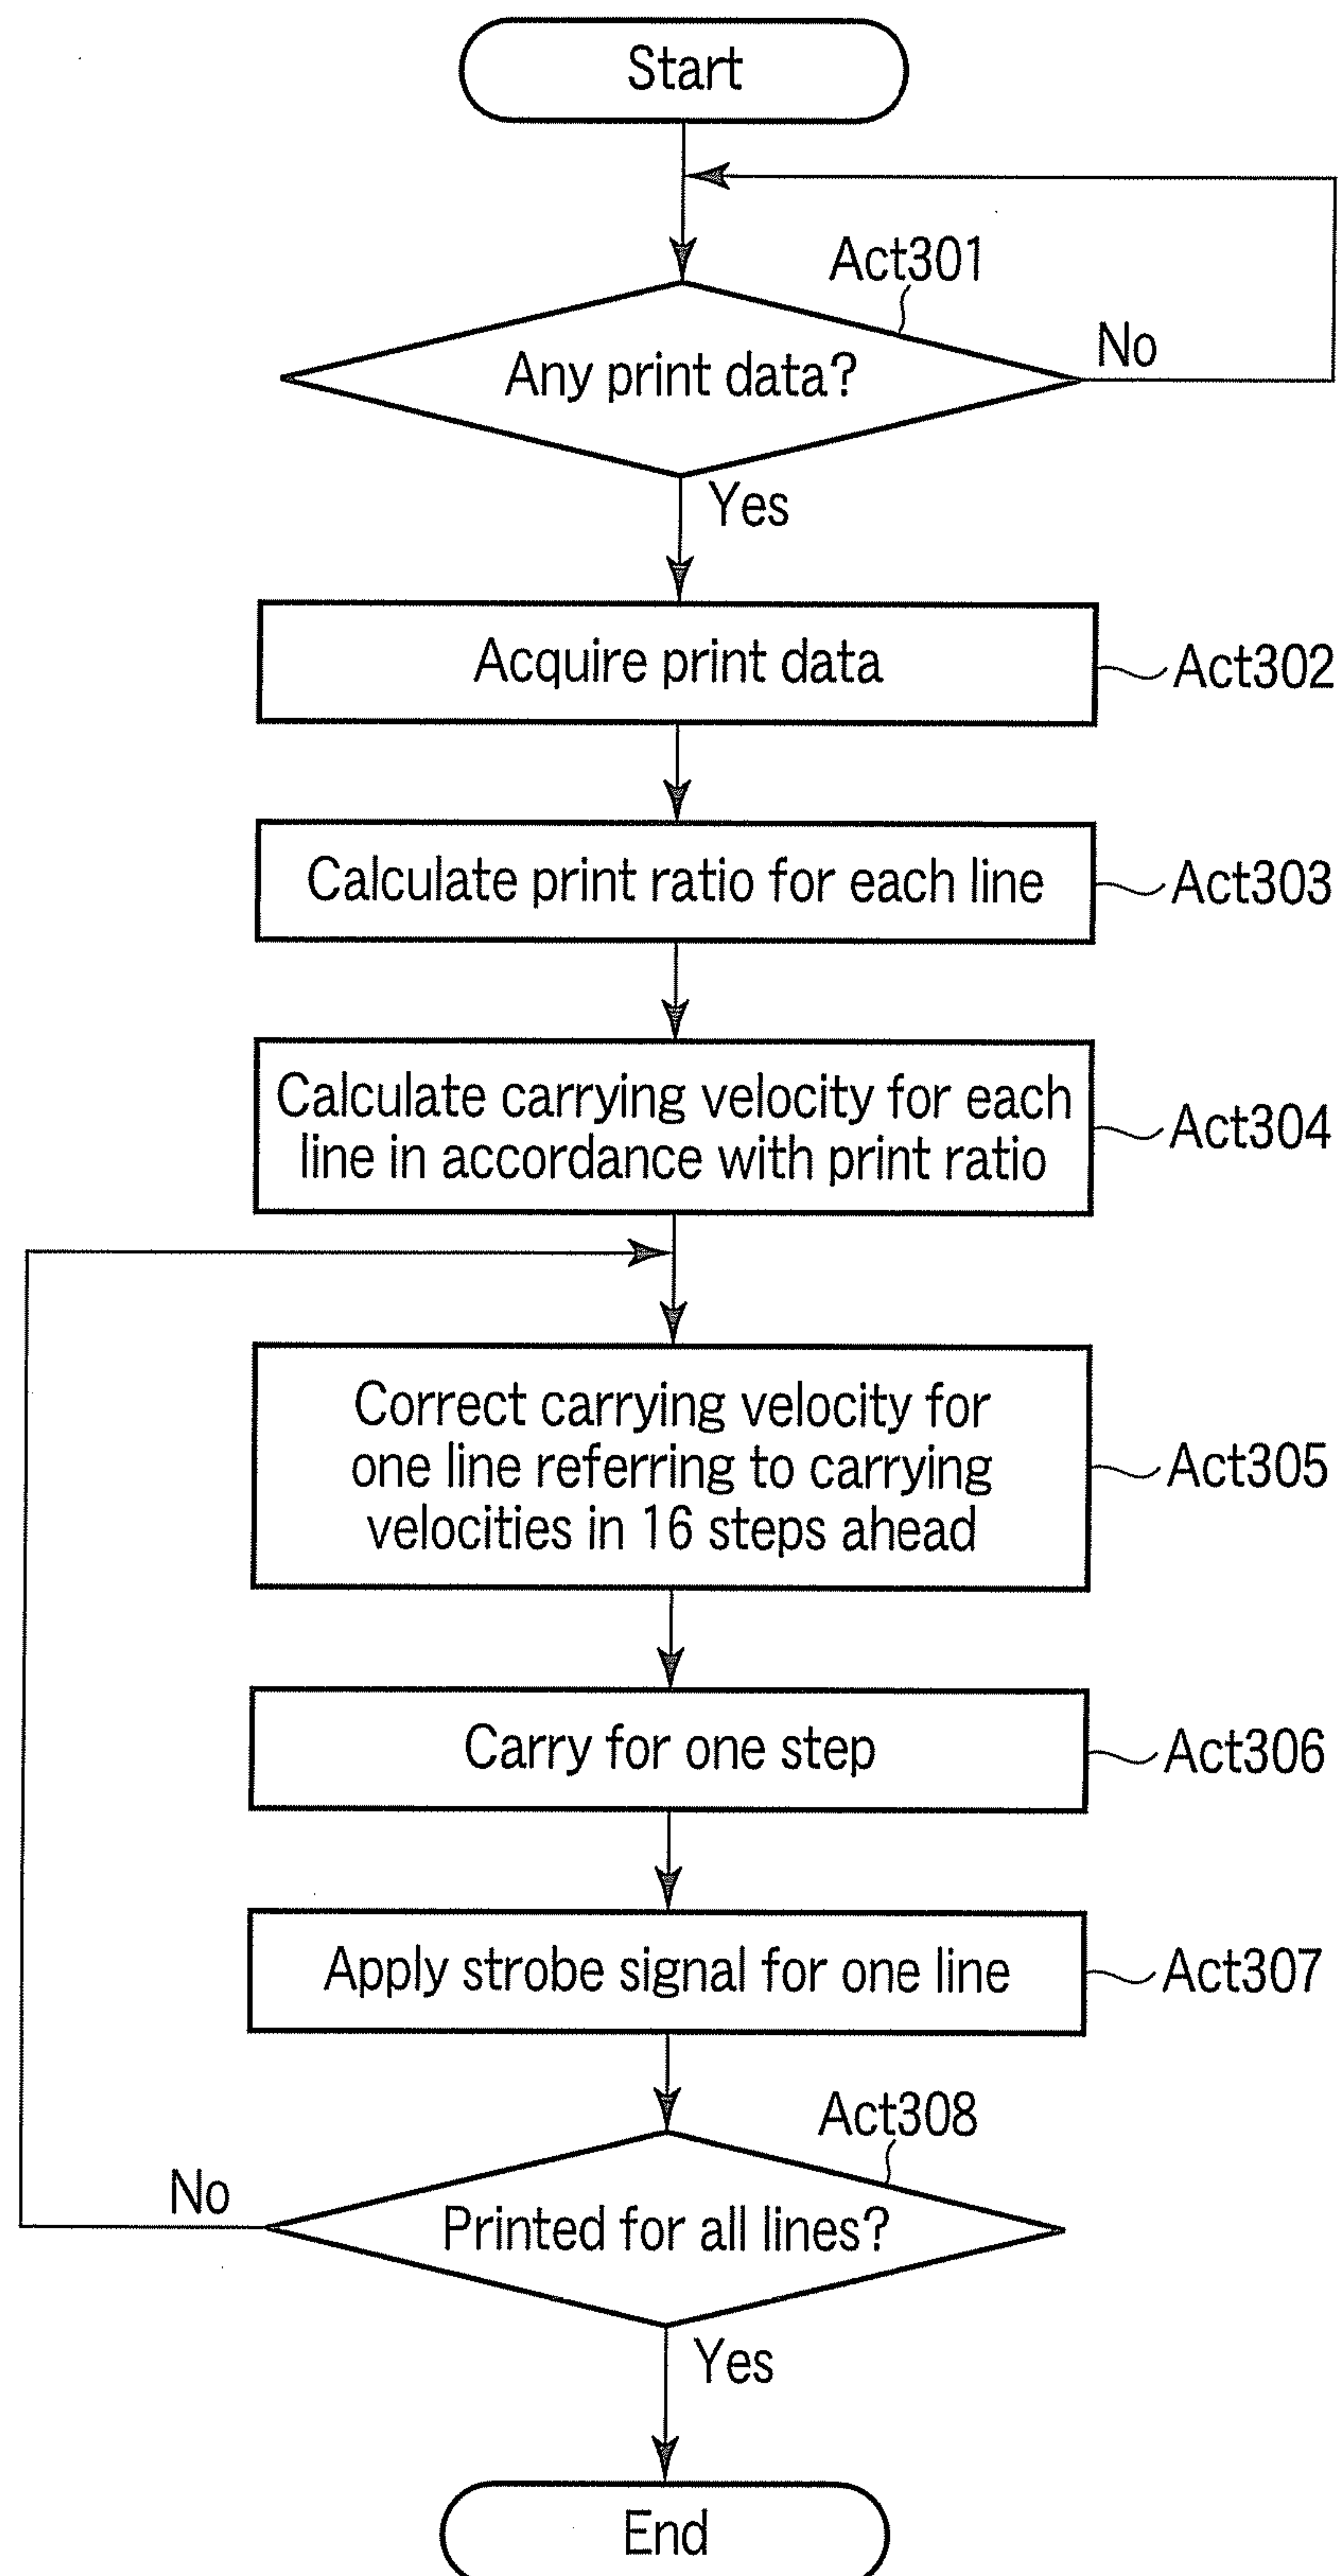 Start
Act301
Any print data?
No
Yes
Acquire print data
Act302
Calculate print ratio for each line
Act303
Calculate carrying velocity for each
line in accordance with print ratio
Act304
Correct carrying velocity for
one line referring to carrying
velocities in 16 steps ahead
Act305
Carry for one step
Act306
Apply strobe signal for one line
Act307
Act308
No
Printed for all lines?
Yes
End